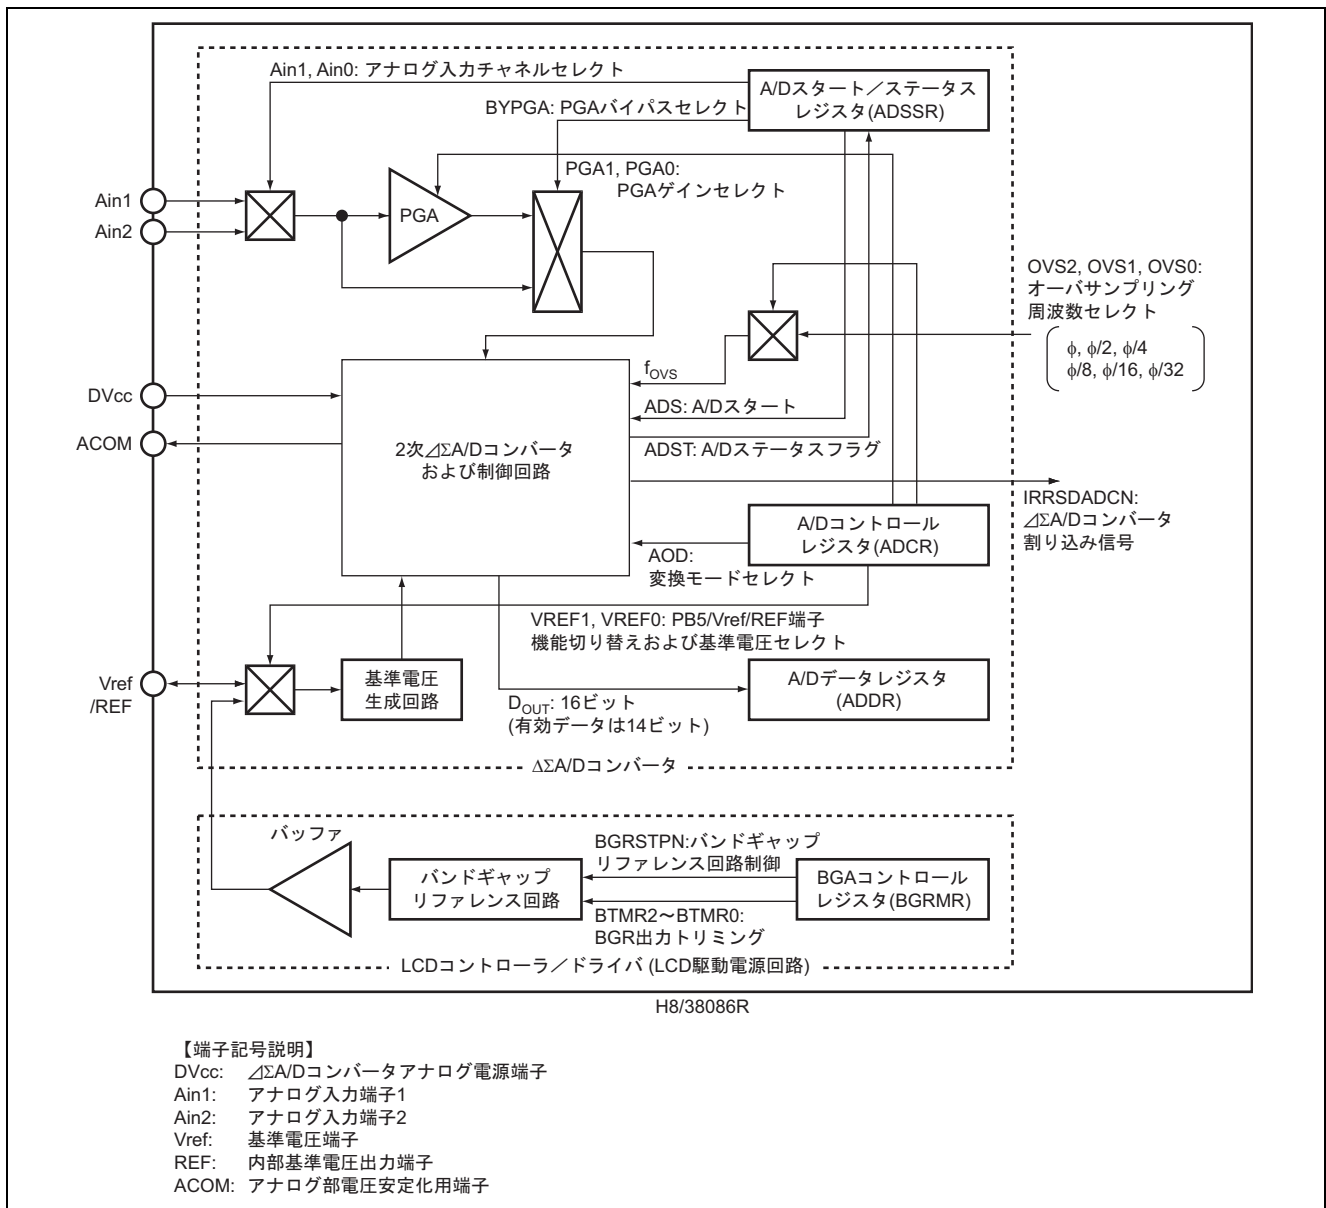 Ain1, Ain0: アナログ入力チャネルセレクト
A/Dスタート／ステータス
レジスタ(ADSSR)
BYPGA: PGAバイパスセレクト
PGA1, PGA0:
PGAゲインセレクト
PGA
Ain1
Ain2
OVS2, OVS1, OVS0:
オーバサンプリング
周波数セレクト
φ, φ/2, φ/4
φ/8, φ/16, φ/32
fOVS
DVcc
ADS: A/Dスタート
ACOM
2次⊿ΣA/Dコンバータ
および制御回路
ADST: A/Dステータスフラグ
IRRSDADCN:
⊿ΣA/Dコンバータ
割り込み信号
A/Dコントロール
レジスタ(ADCR)
AOD:
変換モードセレクト
VREF1, VREF0: PB5/Vref/REF端子
機能切り替えおよび基準電圧セレクト
Vref
/REF
基準電圧
生成回路
A/Dデータレジスタ
(ADDR)
DOUT: 16ビット
(有効データは14ビット)
ΔΣA/Dコンバータ
バッファ
BGRSTPN:バンドギャップ
リファレンス回路制御
バンドギャップ
リファレンス回路
BGAコントロール
レジスタ(BGRMR)
BTMR2～BTMR0:
BGR出力トリミング
LCDコントローラ／ドライバ (LCD駆動電源回路)
H8/38086R
【端子記号説明】
DVcc: ⊿ΣA/Dコンバータアナログ電源端子
Ain1: アナログ入力端子1
Ain2: アナログ入力端子2
Vref: 基準電圧端子
REF: 内部基準電圧出力端子
ACOM: アナログ部電圧安定化用端子